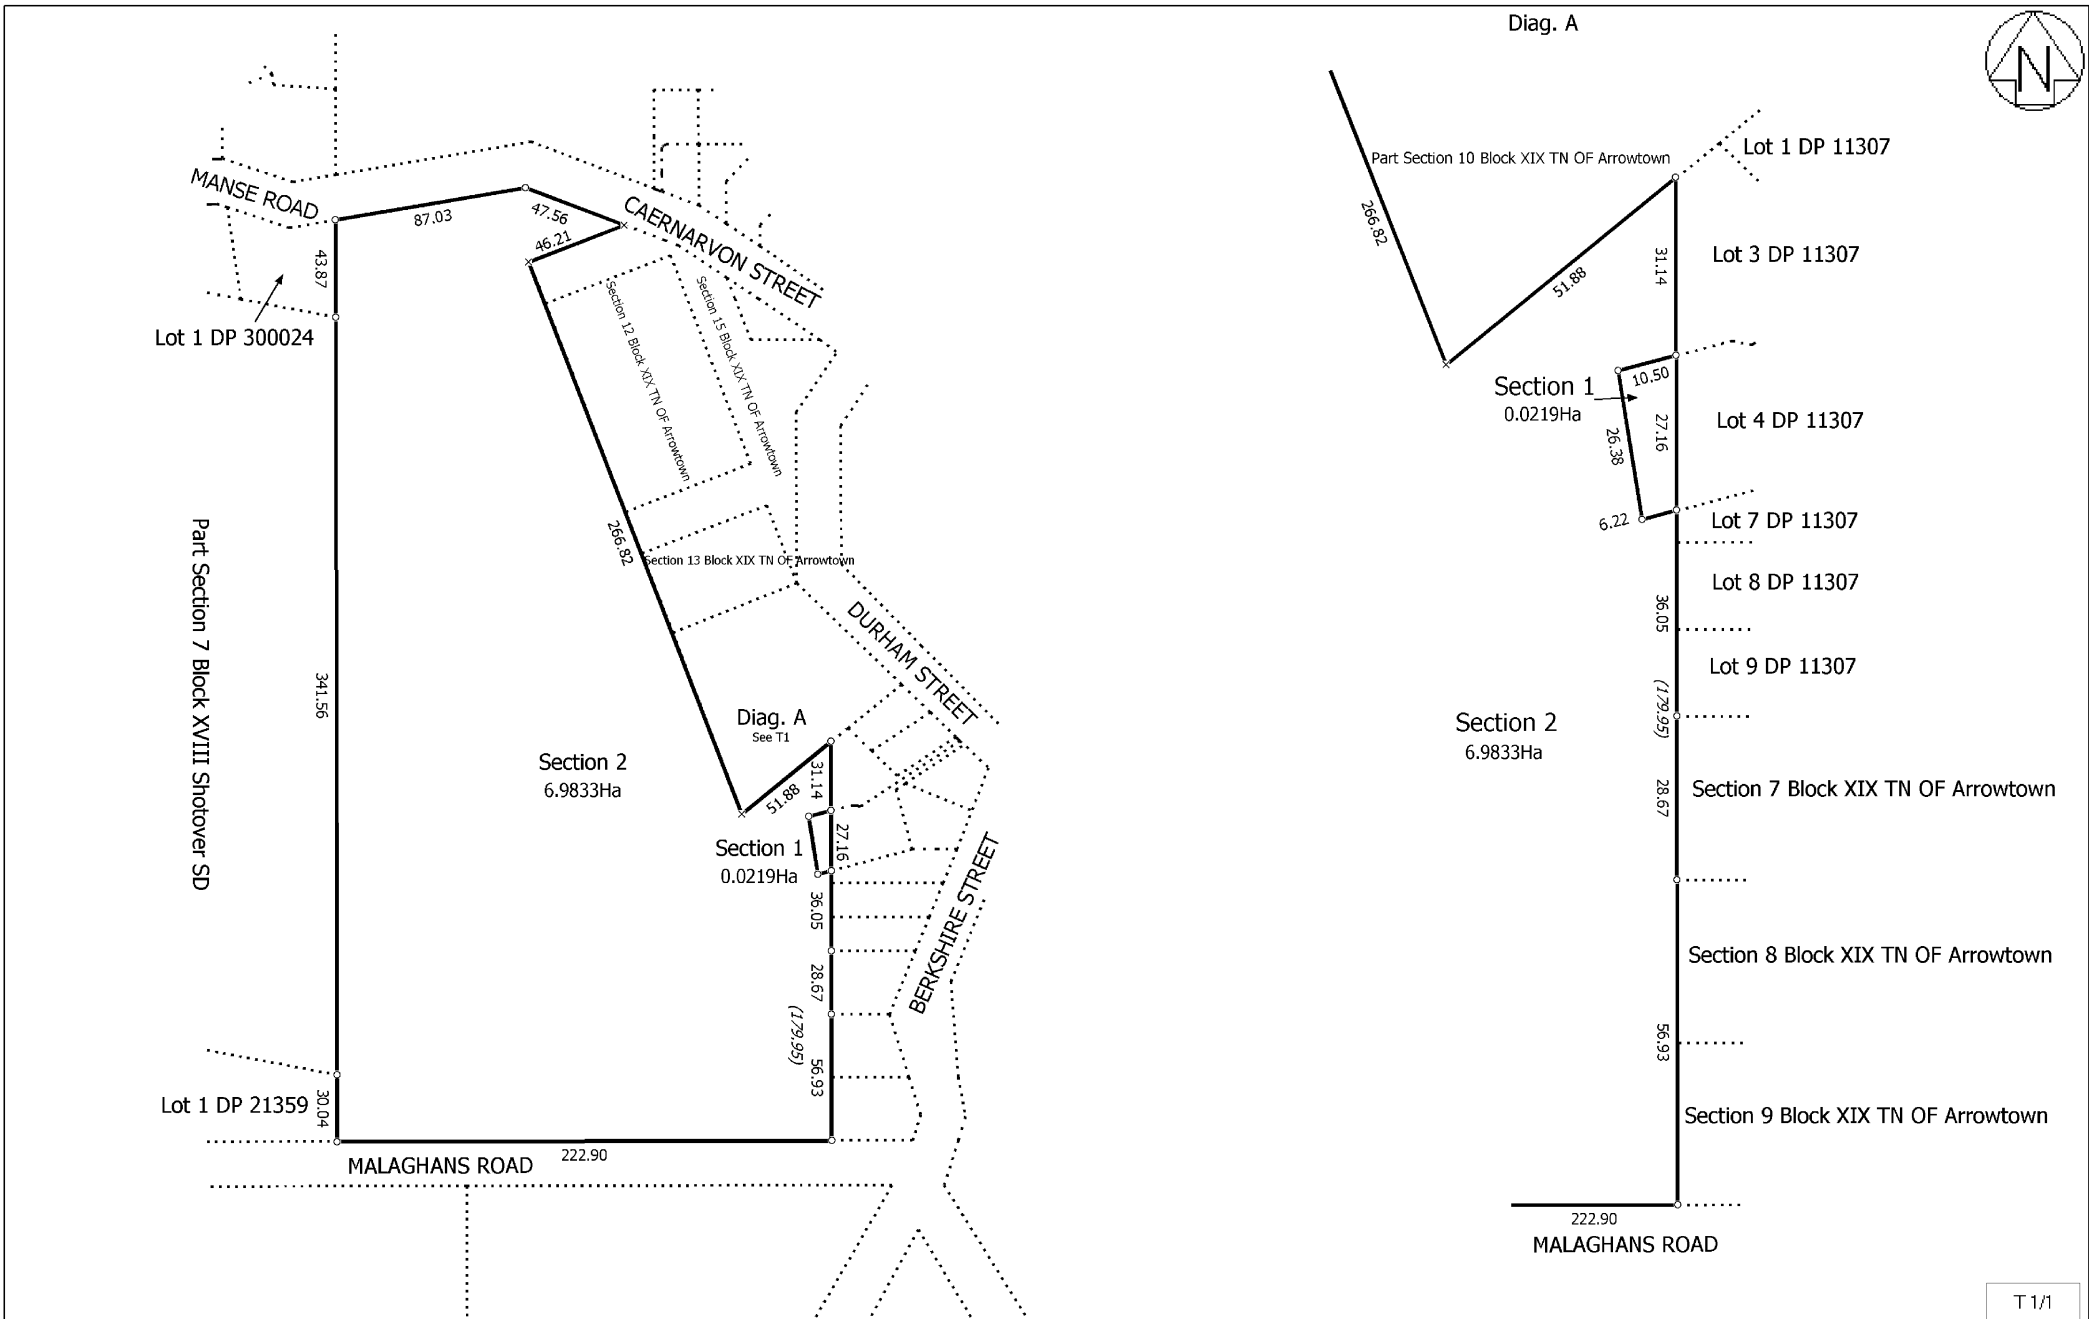 Diag. A
N
MANSE ROAD
87.03
47.56
46.21
CAERNARVON STREET
43.87
Lot 1 DP 300024
Section 12 Block XIX TN OF Arrowtown
Section 15 Block XIX TN OF Arrowtown
266.82
Section 13 Block XIX TN OF Arrowtown
DURHAM STREET
Part Section 7 Block XVIII Shotover SD
341.56
Diag. A
See T1
Section 2
6.9833Ha
51.88
31.14
27.16
Section 1
0.0219Ha
36.05
28.67
(179.95)
56.93
BERKSHIRE STREET
Lot 1 DP 21359
30.04
222.90
MALAGHANS ROAD
Part Section 10 Block XIX TN OF Arrowtown
Lot 1 DP 11307
266.82
51.88
31.14
Lot 3 DP 11307
Section 1
0.0219Ha
10.50
27.16
26.38
6.22
Lot 4 DP 11307
Lot 7 DP 11307
Lot 8 DP 11307
36.05
Lot 9 DP 11307
(179.95)
Section 2
6.9833Ha
28.67
Section 7 Block XIX TN OF Arrowtown
Section 8 Block XIX TN OF Arrowtown
56.93
Section 9 Block XIX TN OF Arrowtown
222.90
MALAGHANS ROAD
T 1/1